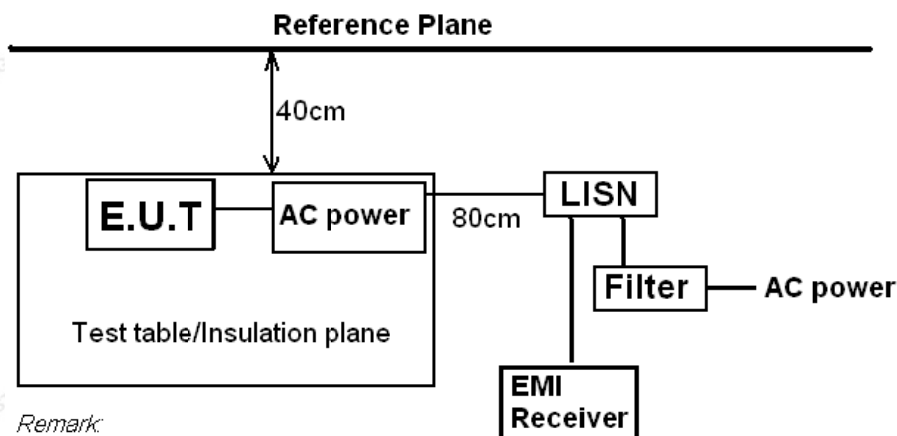 Reference Plane
40cm
E.U.T
AC power
80cm
LISN
Filter
AC power
Test table/Insulation plane
EMI
Receiver
Remark: